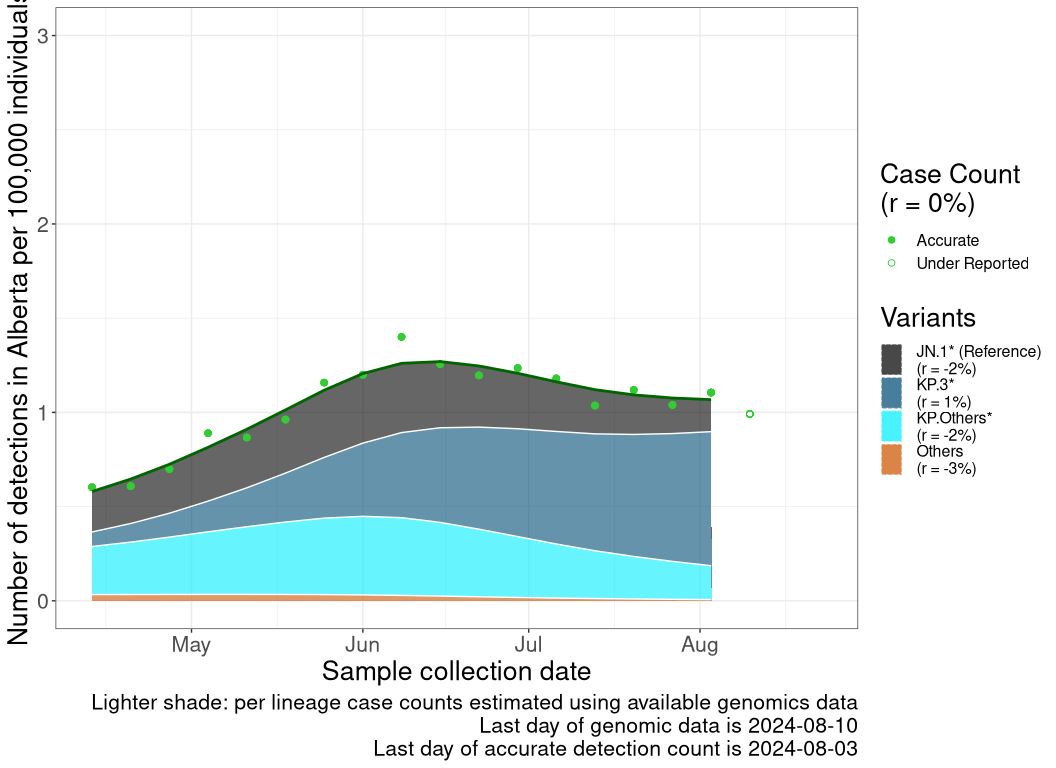 Number of detections in Alberta per 100,000 individuals
3
2
1
0
May
Jun
Jul
Aug
Sample collection date
Lighter shade: per lineage case counts estimated using available genomics data
Last day of genomic data is 2024-08-10
Last day of accurate detection count is 2024-08-03
Case Count
(r = 0%)
Accurate
Under Reported
Variants
JN.1* (Reference)
(r = -2%)
KP.3*
(r = 1%)
KP.Others*
(r = -2%)
Others
(r = -3%)